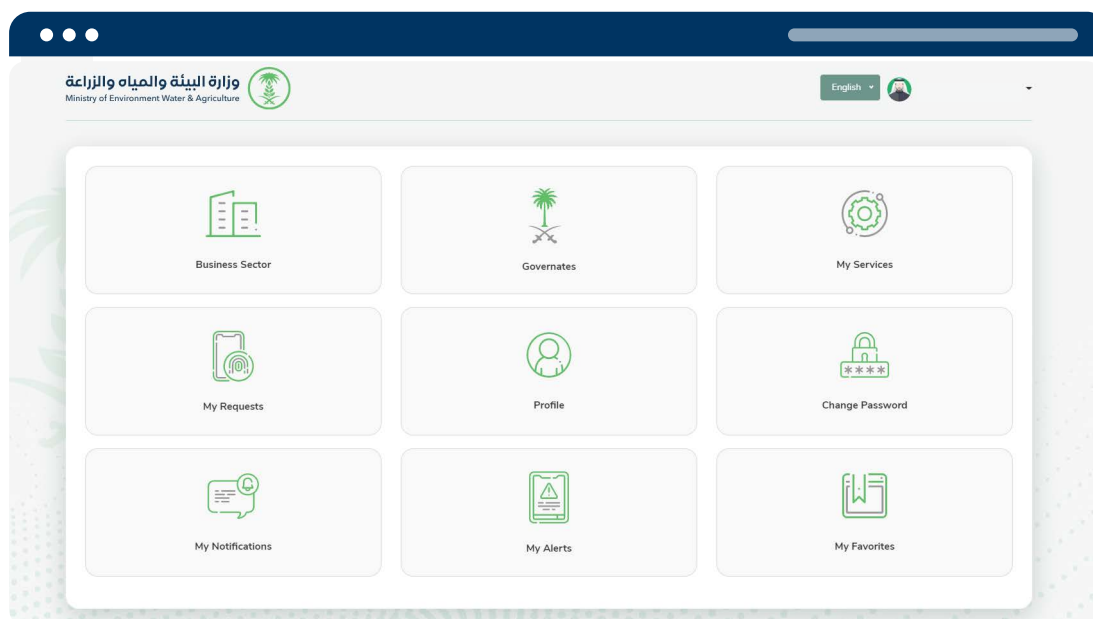 وزارة البيئة والمياه والزراعة
Ministry of Environment Water & Agriculture
English
Business Sector
Governates
My Services
My Requests
Profile
****
Change Password
My Notifications
My Alerts
My Favorites